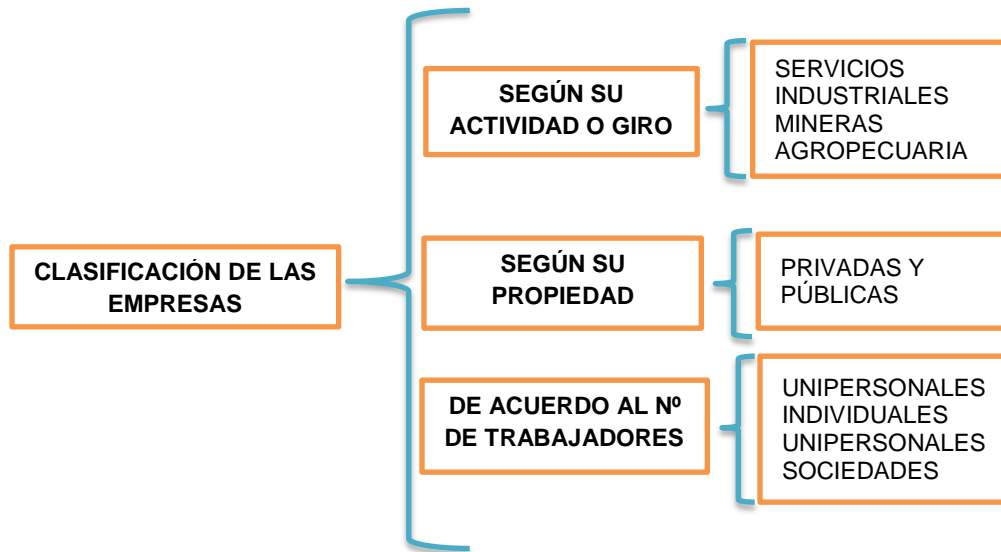 CLASIFICACIÓN DE LAS
EMPRESAS
SEGÚN SU
ACTIVIDAD O GIRO
SERVICIOS
INDUSTRIALES
MINERAS
AGROPECUARIA
SEGÚN SU
PROPIEDAD
PRIVADAS Y
PÚBLICAS
DE ACUERDO AL Nº
DE TRABAJADORES
UNIPERSONALES
INDIVIDUALES
UNIPERSONALES
SOCIEDADES